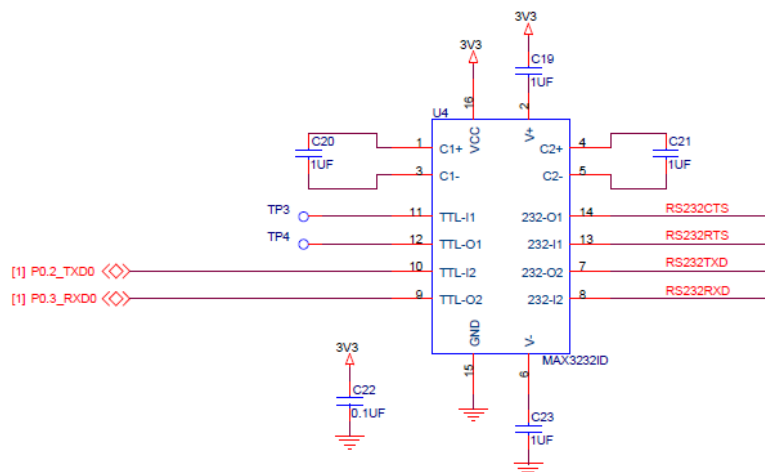 3V3
3V3
C19
1UF
16
2
U4
VCC
V+
C20
1UF
1
C1+
C2+
4
C21
1UF
3
C1-
C2-
5
TP3
11
TTL-I1
232-O1
14
RS232CTS
TP4
12
TTL-O1
232-I1
13
RS232RTS
[1] P0.2_TXD0
10
TTL-I2
232-O2
7
RS232TXD
[1] P0.3_RXD0
9
TTL-O2
232-I2
8
RS232RXD
GND
V-
3V3
MAX3232ID
15
6
C22
0.1UF
C23
1UF